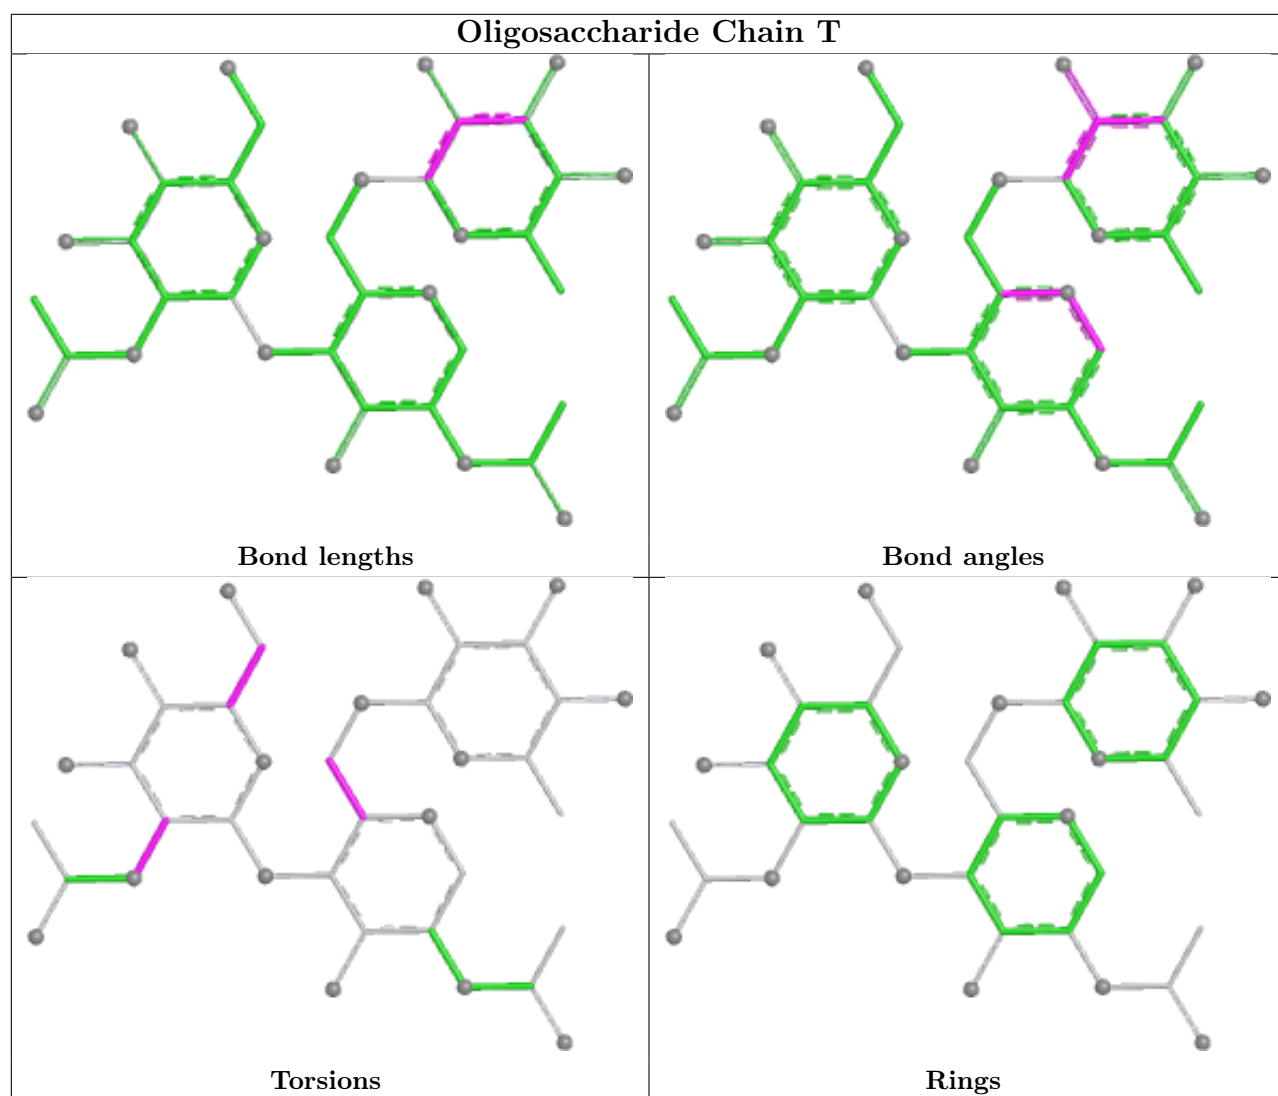 Oligosaccharide Chain T
Bond lengths
Bond angles
Torsions
Rings